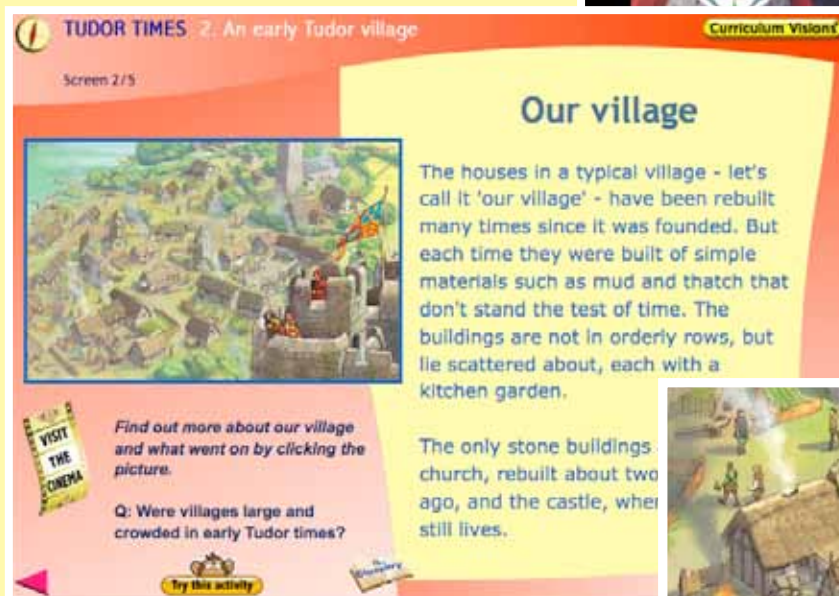 TUDOR TIMES 2. An early Tudor village
Curriculum Visions
Screen 2/5
Our village
The houses in a typical village - let's
call it 'our village' - have been rebuilt
many times since it was founded. But
each time they were built of simple
materials such as mud and thatch that
don't stand the test of time. The
buildings are not in orderly rows, but
lie scattered about, each with a
kitchen garden.
The only stone buildings
church, rebuilt about two
ago, and the castle,
still lives.
VISIT
THE
CINEMA
Find out more about our village
and what went on by clicking the
picture.
Q: Were villages large and
crowded in early Tudor times?
Try this activity